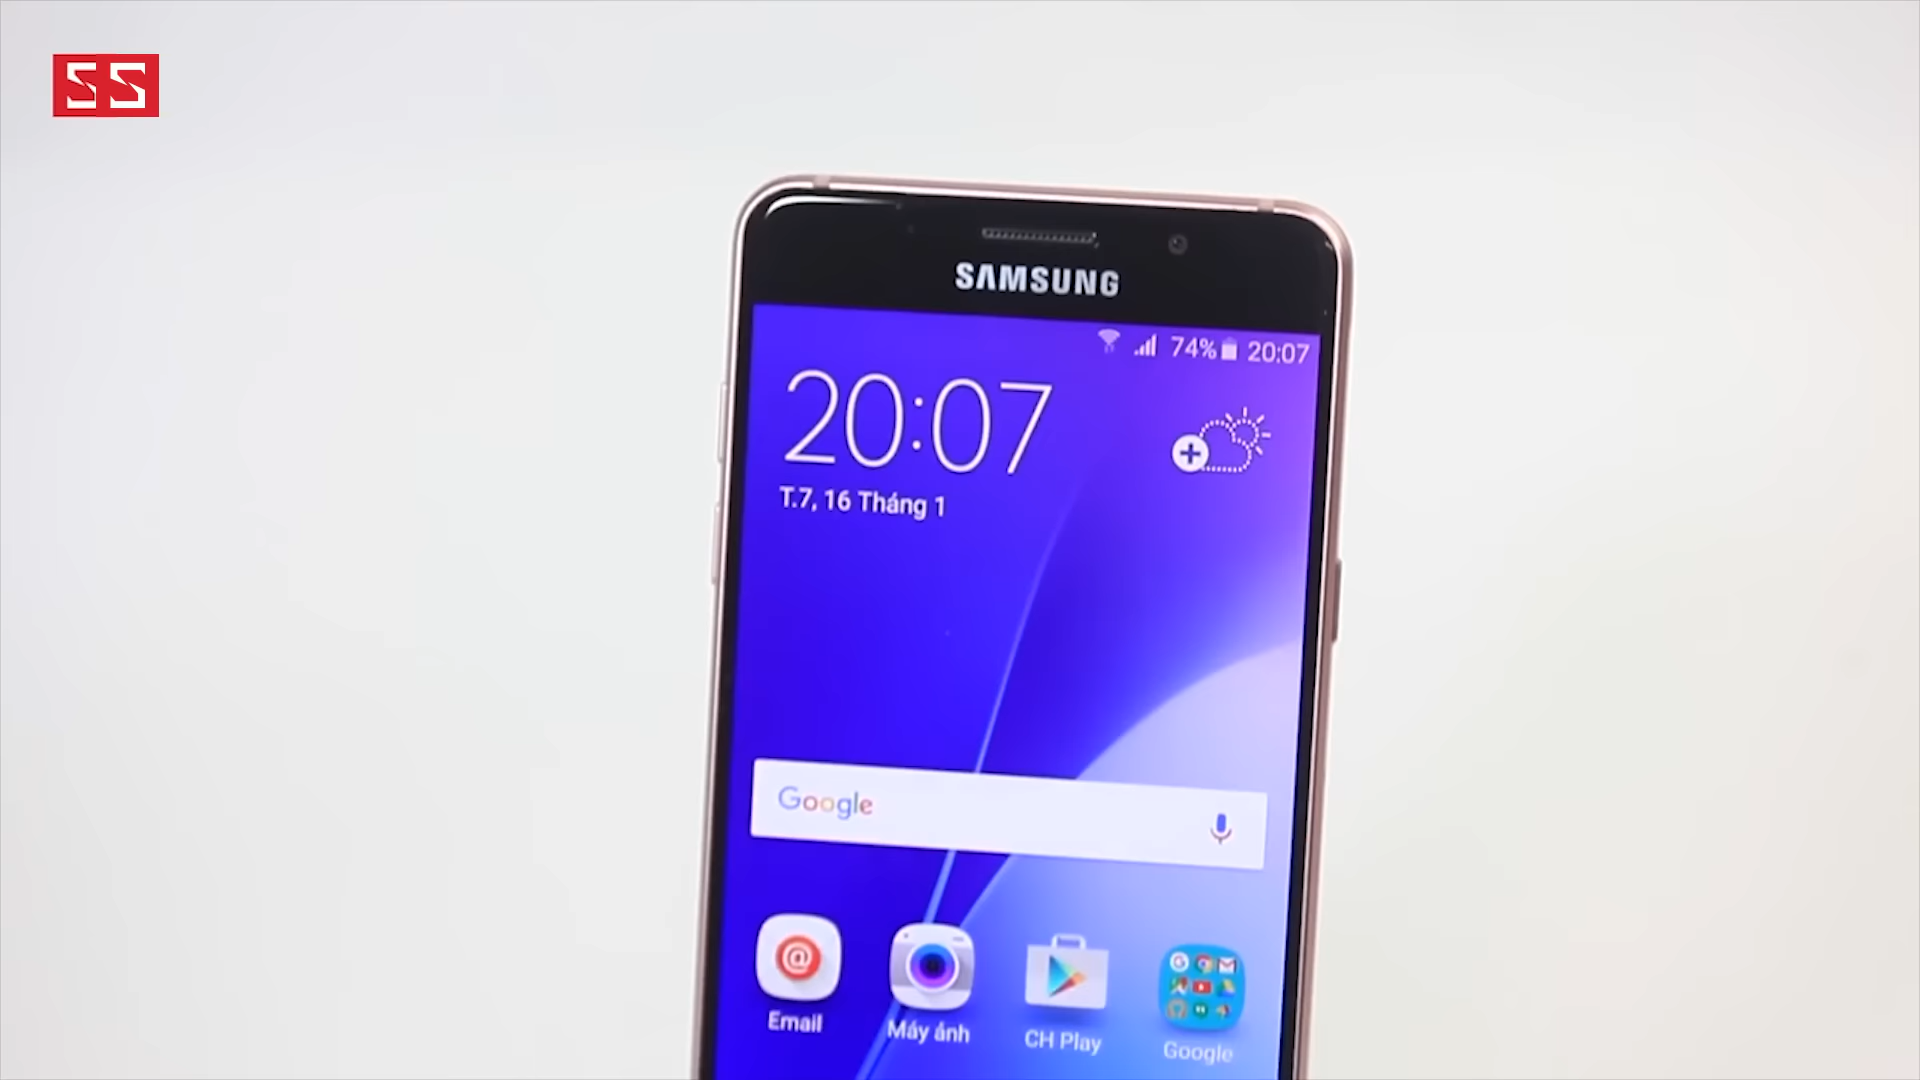 SS
SAMSUNG
74% 20:07
20:07
T.7, 16 Tháng 1
Google
Email
Máy ảnh
CH Play
Google